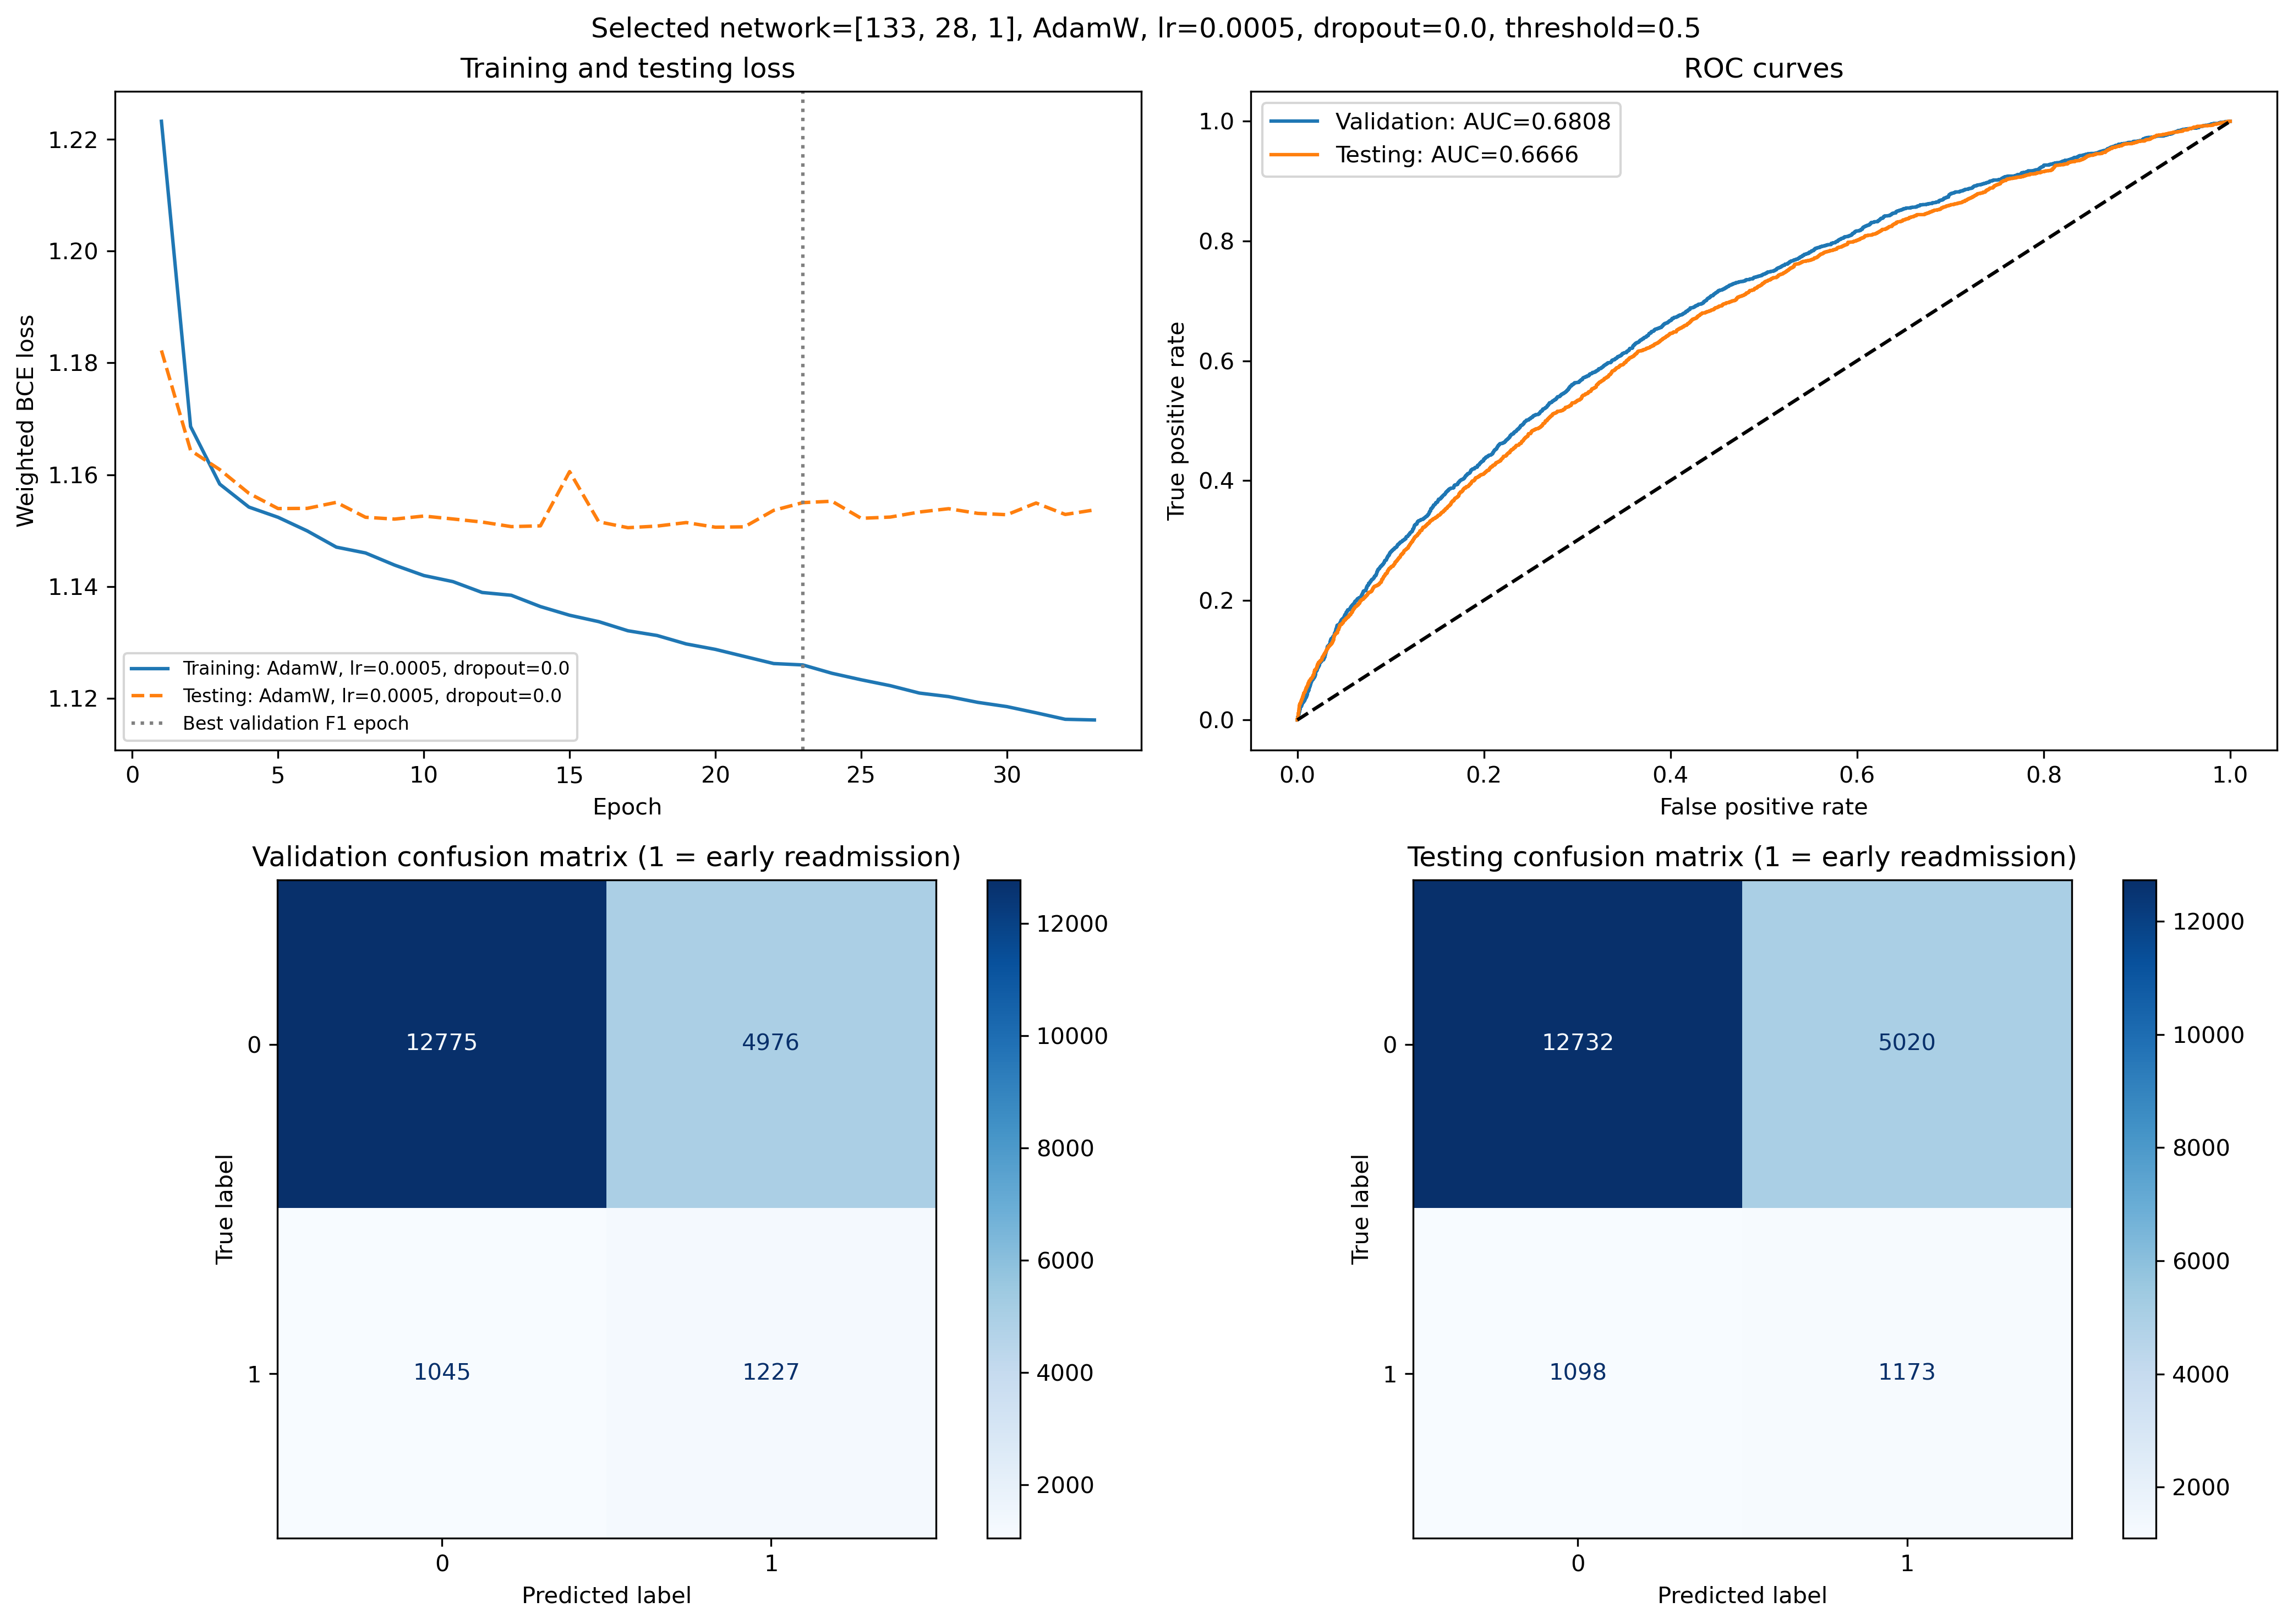 Selected network=[133, 28, 1], AdamW, lr=0.0005, dropout=0.0, threshold=0.5
Training and testing loss
1.22
1.20
1.18
1.16
1.14
1.12
Weighted BCE loss
Training: AdamW, lr=0.0005, dropout=0.0
Testing: AdamW, lr=0.0005, dropout=0.0
Best validation F1 epoch
0 5 10 15 20 25 30
Epoch
ROC curves
Validation: AUC=0.6808
Testing: AUC=0.6666
1.0
0.8
0.6
0.4
0.2
0.0
True positive rate
0.0 0.2 0.4 0.6 0.8 1.0
False positive rate
Validation confusion matrix (1 = early readmission)
True label
0 12775 4976
1 1045 1227
0 1
Predicted label
12000
10000
8000
6000
4000
2000
Testing confusion matrix (1 = early readmission)
True label
0 12732 5020
1 1098 1173
0 1
Predicted label
12000
10000
8000
6000
4000
2000